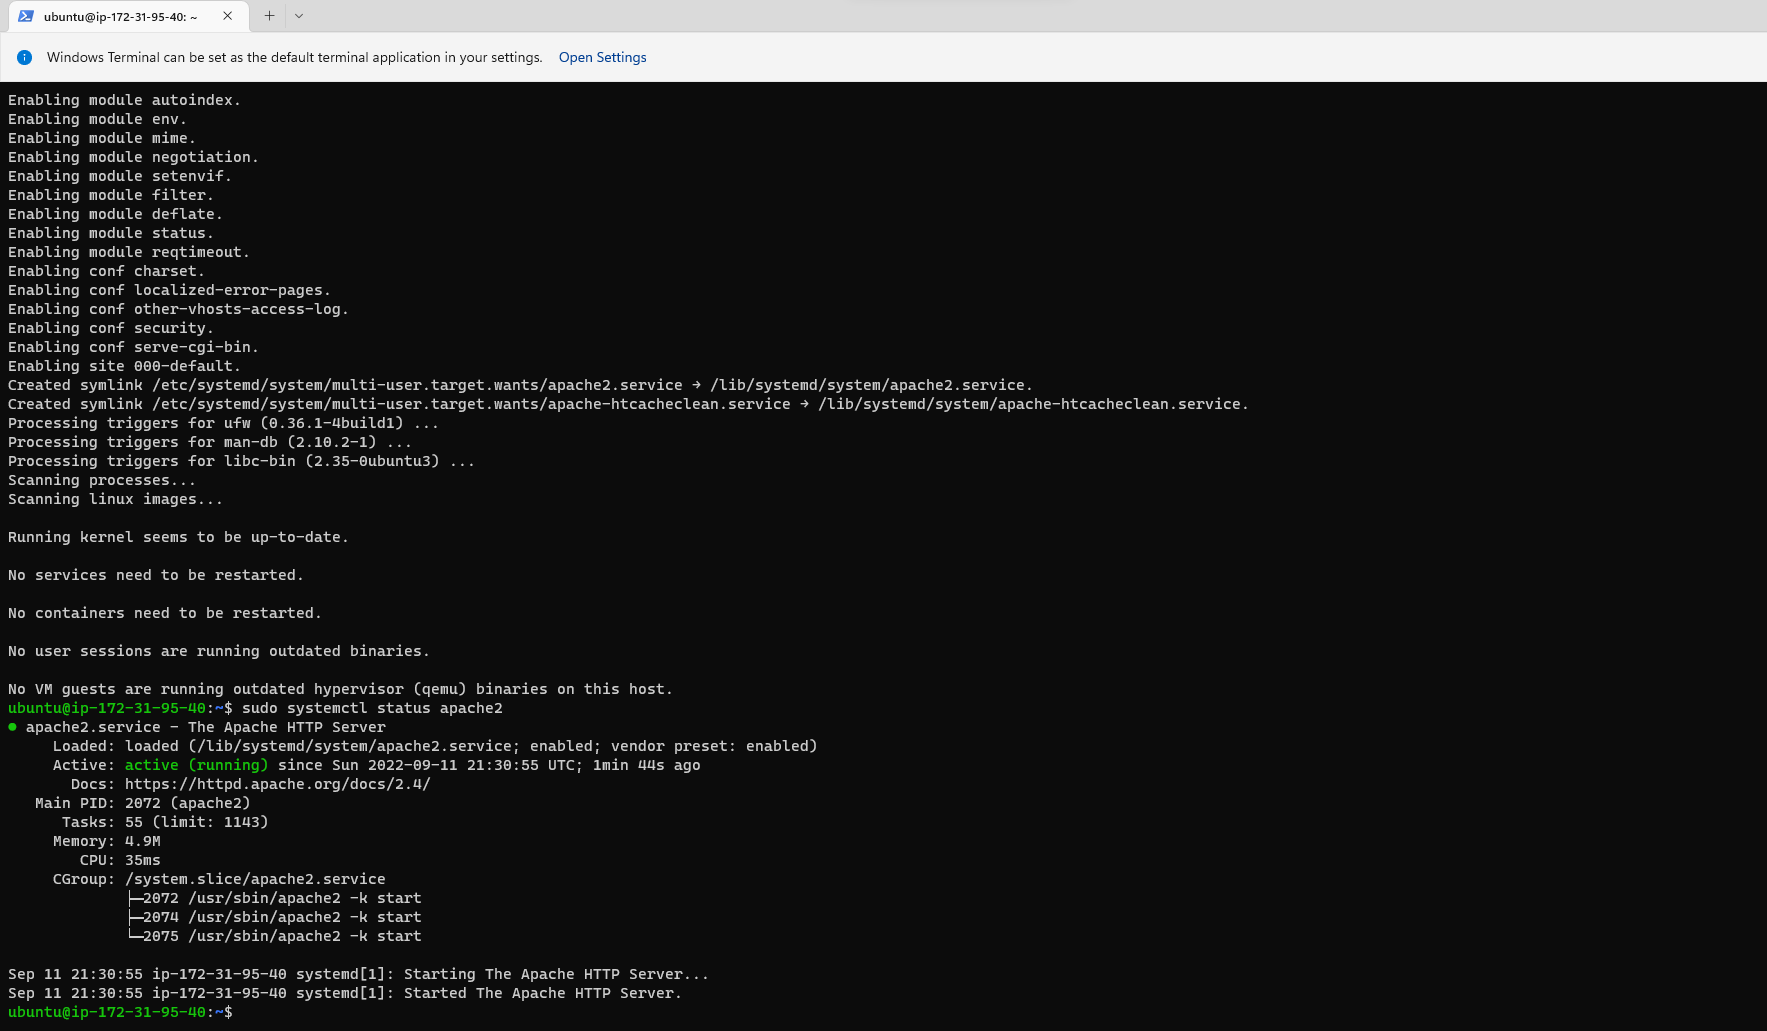 ubuntu@ip-172-31-95-40: ~
Windows Terminal can be set as the default terminal application in your settings. Open Settings
Enabling module autoindex.
Enabling module env.
Enabling module mime.
Enabling module negotiation.
Enabling module setenvif.
Enabling module filter.
Enabling module deflate.
Enabling module status.
Enabling module reqtimeout.
Enabling conf charset.
Enabling conf localized-error-pages.
Enabling conf other-vhosts-access-log.
Enabling conf security.
Enabling conf serve-cgi-bin.
Enabling site 000-default.
Created symlink /etc/systemd/system/multi-user.target.wants/apache2.service → /lib/systemd/system/apache2.service.
Created symlink /etc/systemd/system/multi-user.target.wants/apache-htcacheclean.service → /lib/systemd/system/apache-htcacheclean.service.
Processing triggers for ufw (0.36.1-4build1) ...
Processing triggers for man-db (2.10.2-1) ...
Processing triggers for libc-bin (2.35-0ubuntu3) ...
Scanning processes...
Scanning linux images...
Running kernel seems to be up-to-date.
No services need to be restarted.
No containers need to be restarted.
No user sessions are running outdated binaries.
No VM guests are running outdated hypervisor (qemu) binaries on this host.
ubuntu@ip-172-31-95-40:~$ sudo systemctl status apache2
● apache2.service - The Apache HTTP Server
Loaded: loaded (/lib/systemd/system/apache2.service; enabled; vendor preset: enabled)
Active: active (running) since Sun 2022-09-11 21:30:55 UTC; 1min 44s ago
Docs: https://httpd.apache.org/docs/2.4/
Main PID: 2072 (apache2)
Tasks: 55 (limit: 1143)
Memory: 4.9M
CPU: 35ms
CGroup: /system.slice/apache2.service
├─2072 /usr/sbin/apache2 -k start
├─2074 /usr/sbin/apache2 -k start
└─2075 /usr/sbin/apache2 -k start
Sep 11 21:30:55 ip-172-31-95-40 systemd[1]: Starting The Apache HTTP Server...
Sep 11 21:30:55 ip-172-31-95-40 systemd[1]: Started The Apache HTTP Server.
ubuntu@ip-172-31-95-40:~$